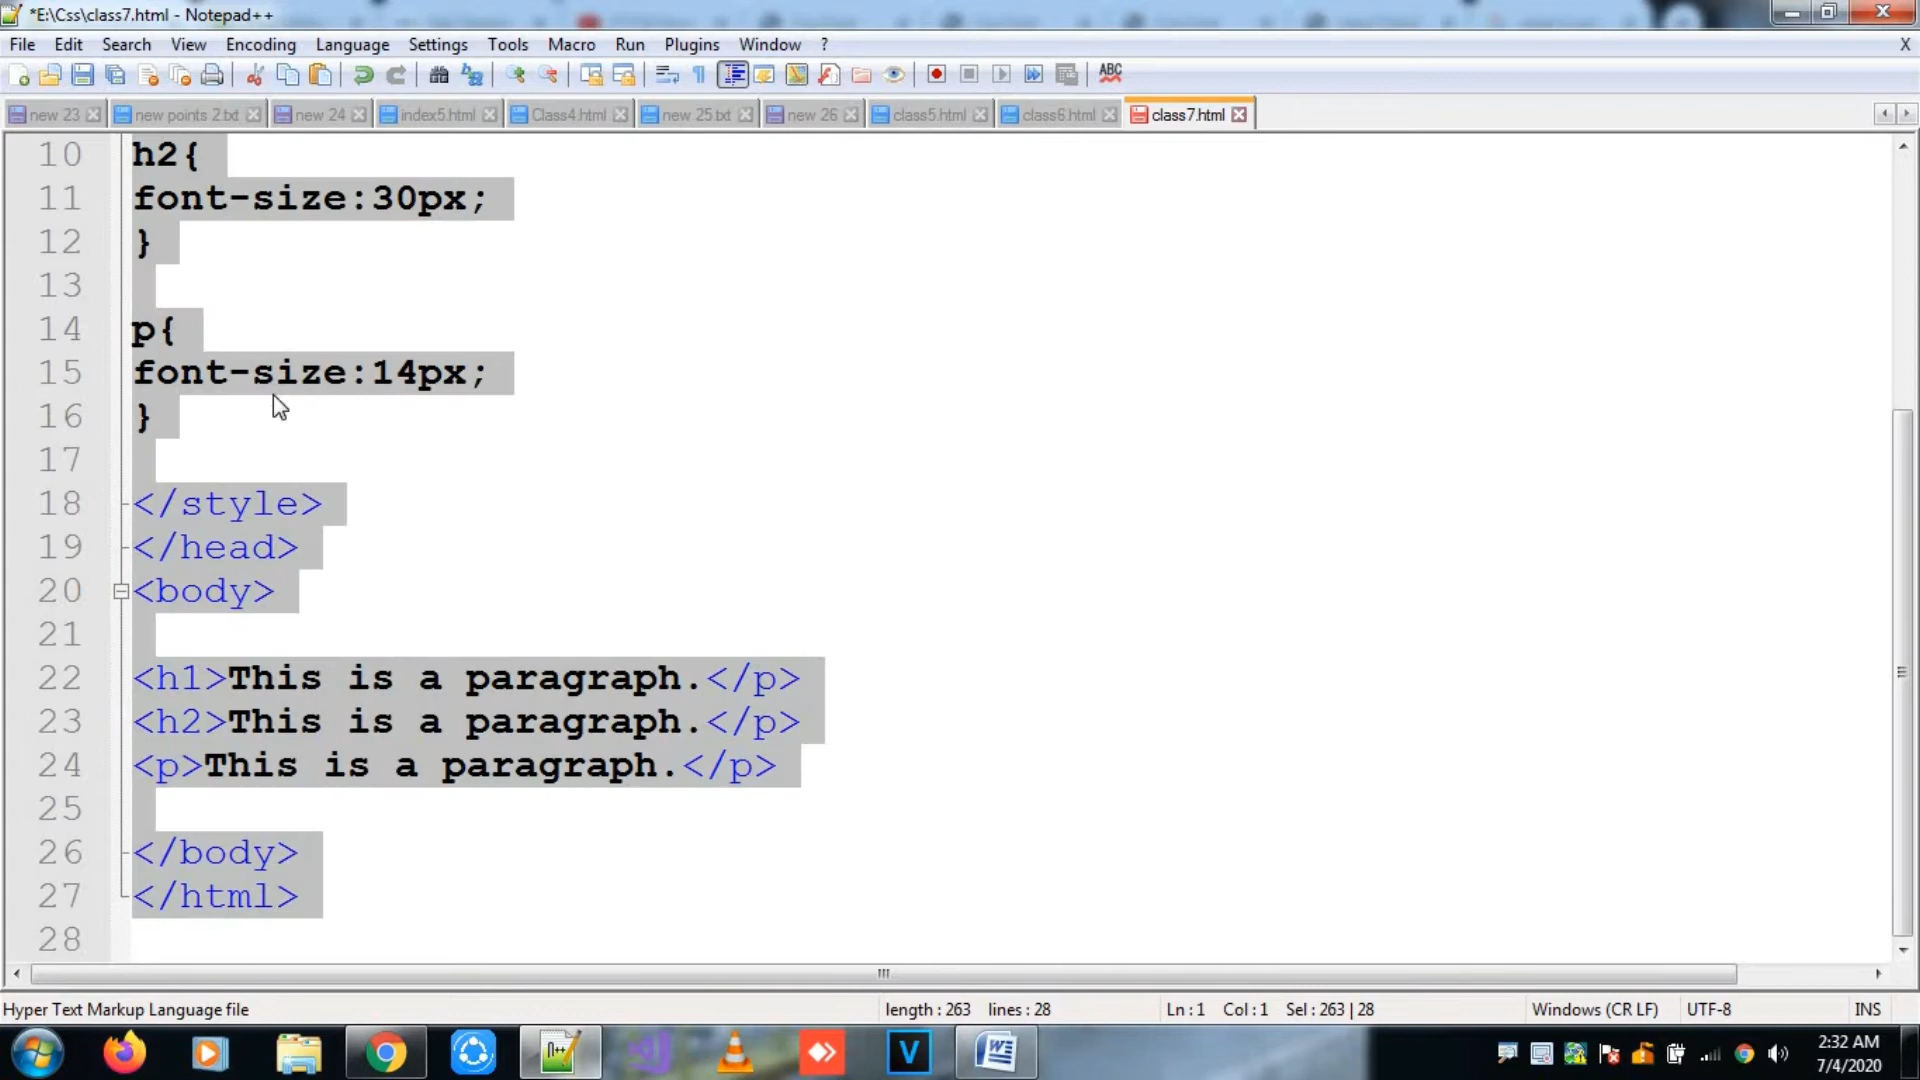 *E:\Css\class7.html - Notepad++
File Edit Search View Encoding Language Settings Tools Macro Run Plugins Window ? X
ABC
new 23 new points 2.txt new 24 index5.html Class4.html new 25.txt new 26 class5.html class6.html class7.html
10 h2{
11 font-size:30px;
12 }
13
14 p{
15 font-size:14px;
16 }
17
18 </style>
19 </head>
20 <body>
21
22 <h1>This is a paragraph.</p>
23 <h2>This is a paragraph.</p>
24 <p>This is a paragraph.</p>
25
26 </body>
27 </html>
28
Hyper Text Markup Language file length : 263 lines : 28 Ln : 1 Col : 1 Sel : 263 | 28 Windows (CR LF) UTF-8 INS
2:32 AM
7/4/2020